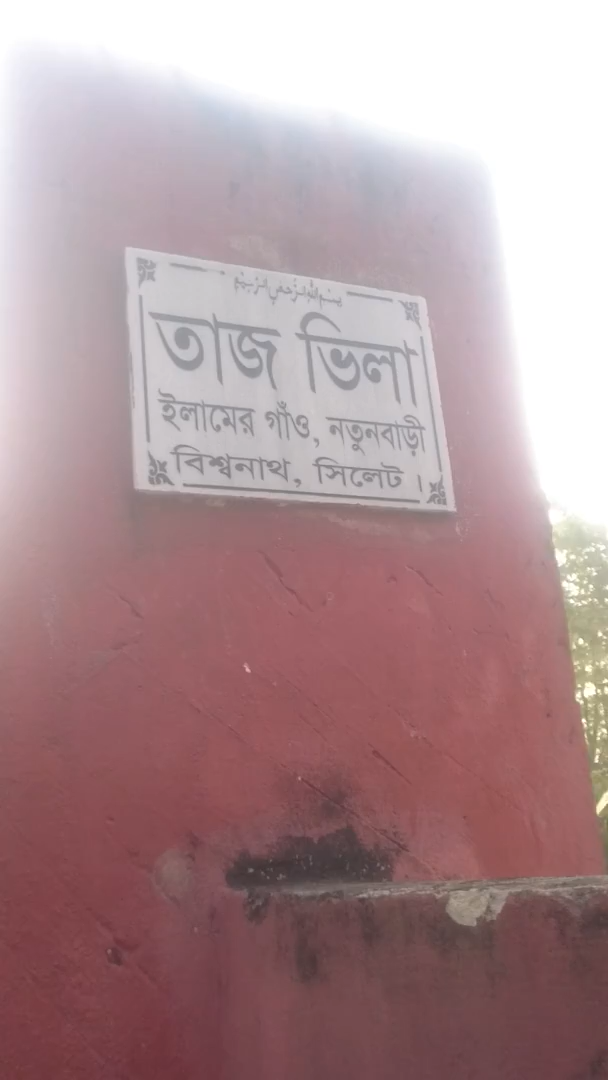 بسم الله الرحمن الرحيم
তাজ ভিলা
ইলামের গাঁও, নতুনবাড়ী
বিশ্বনাথ, সিলেট ।